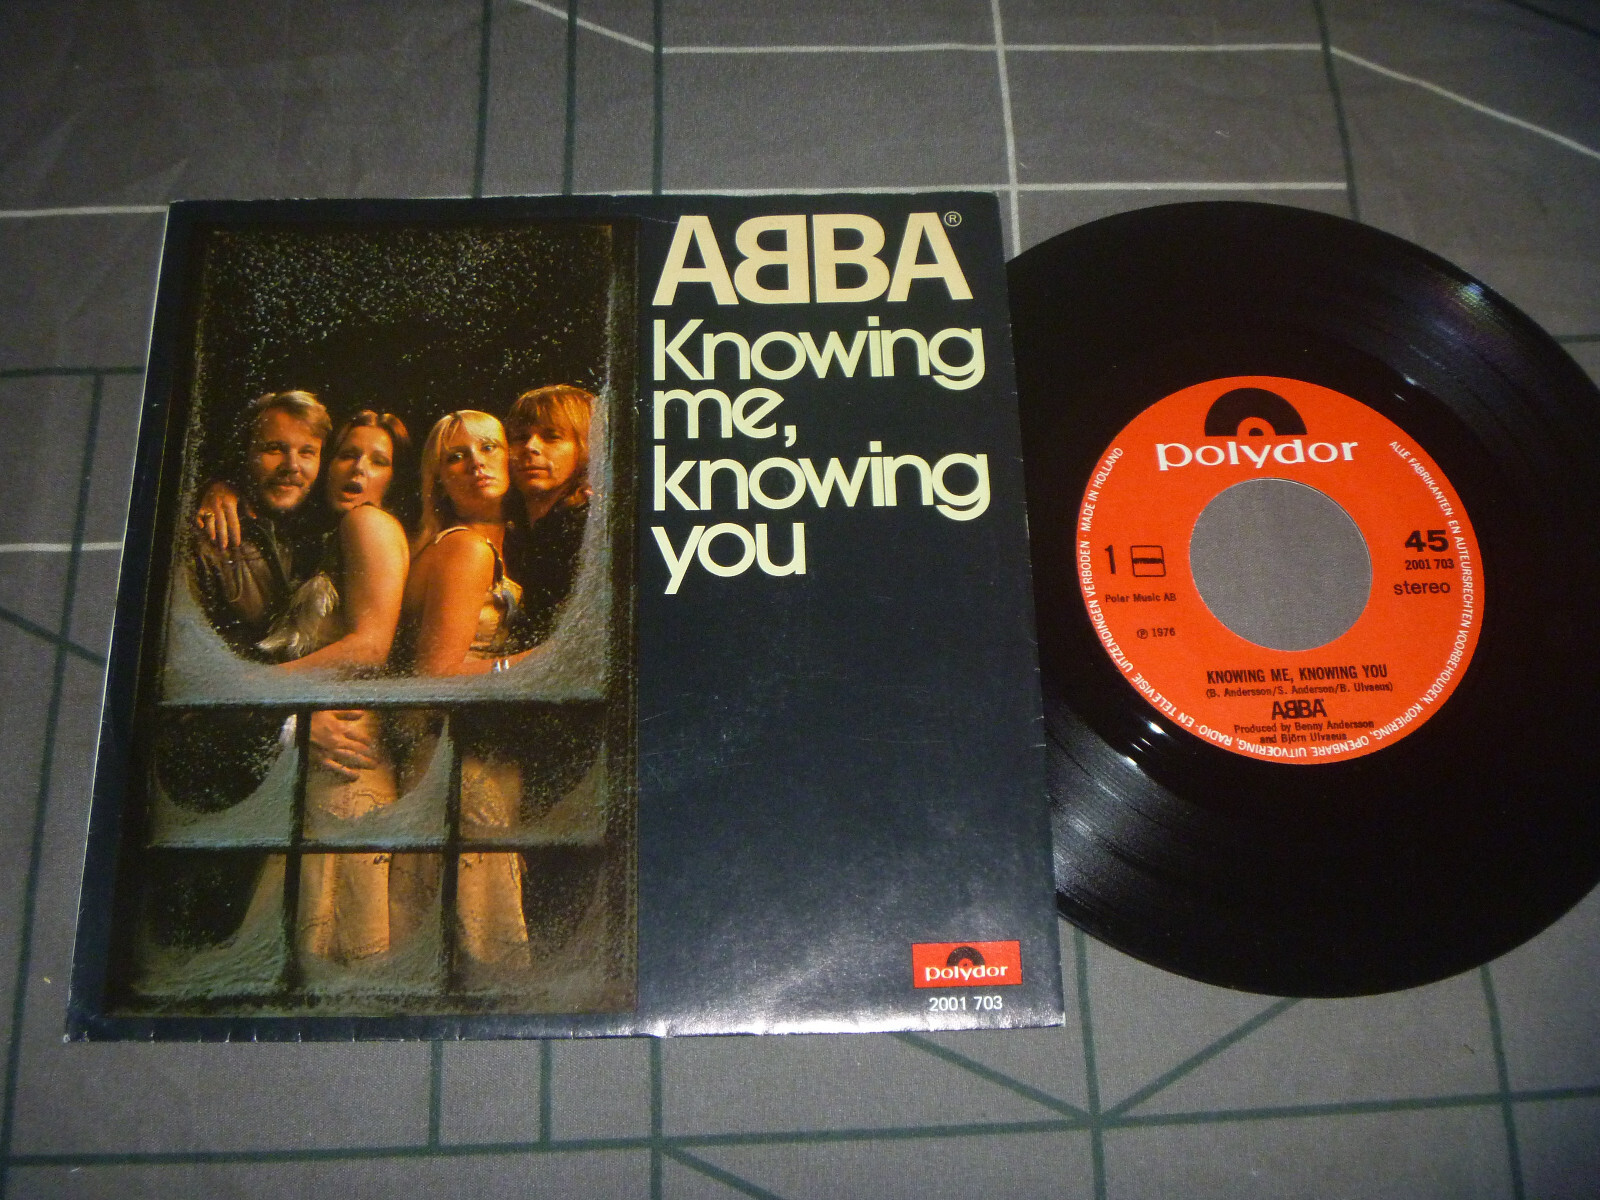 ABBA®
Knowing
me,
knowing
you
polydor
2001 703
polydor
ALLE FABRIKANTEN- EN AUTEURSRECHTEN VOORBEHOUDEN. KOPIËRING, OPENBARE UITVOERING, RADIO- EN TELEVISIE UITZENDINGEN VERBODEN · MADE IN HOLLAND
45
2001 703
stereo
1
Polar Music AB
℗ 1976
KNOWING ME, KNOWING YOU
(B. Andersson/S. Anderson/B. Ulvaeus)
ABBA
Produced by Benny Andersson
and Björn Ulvaeus